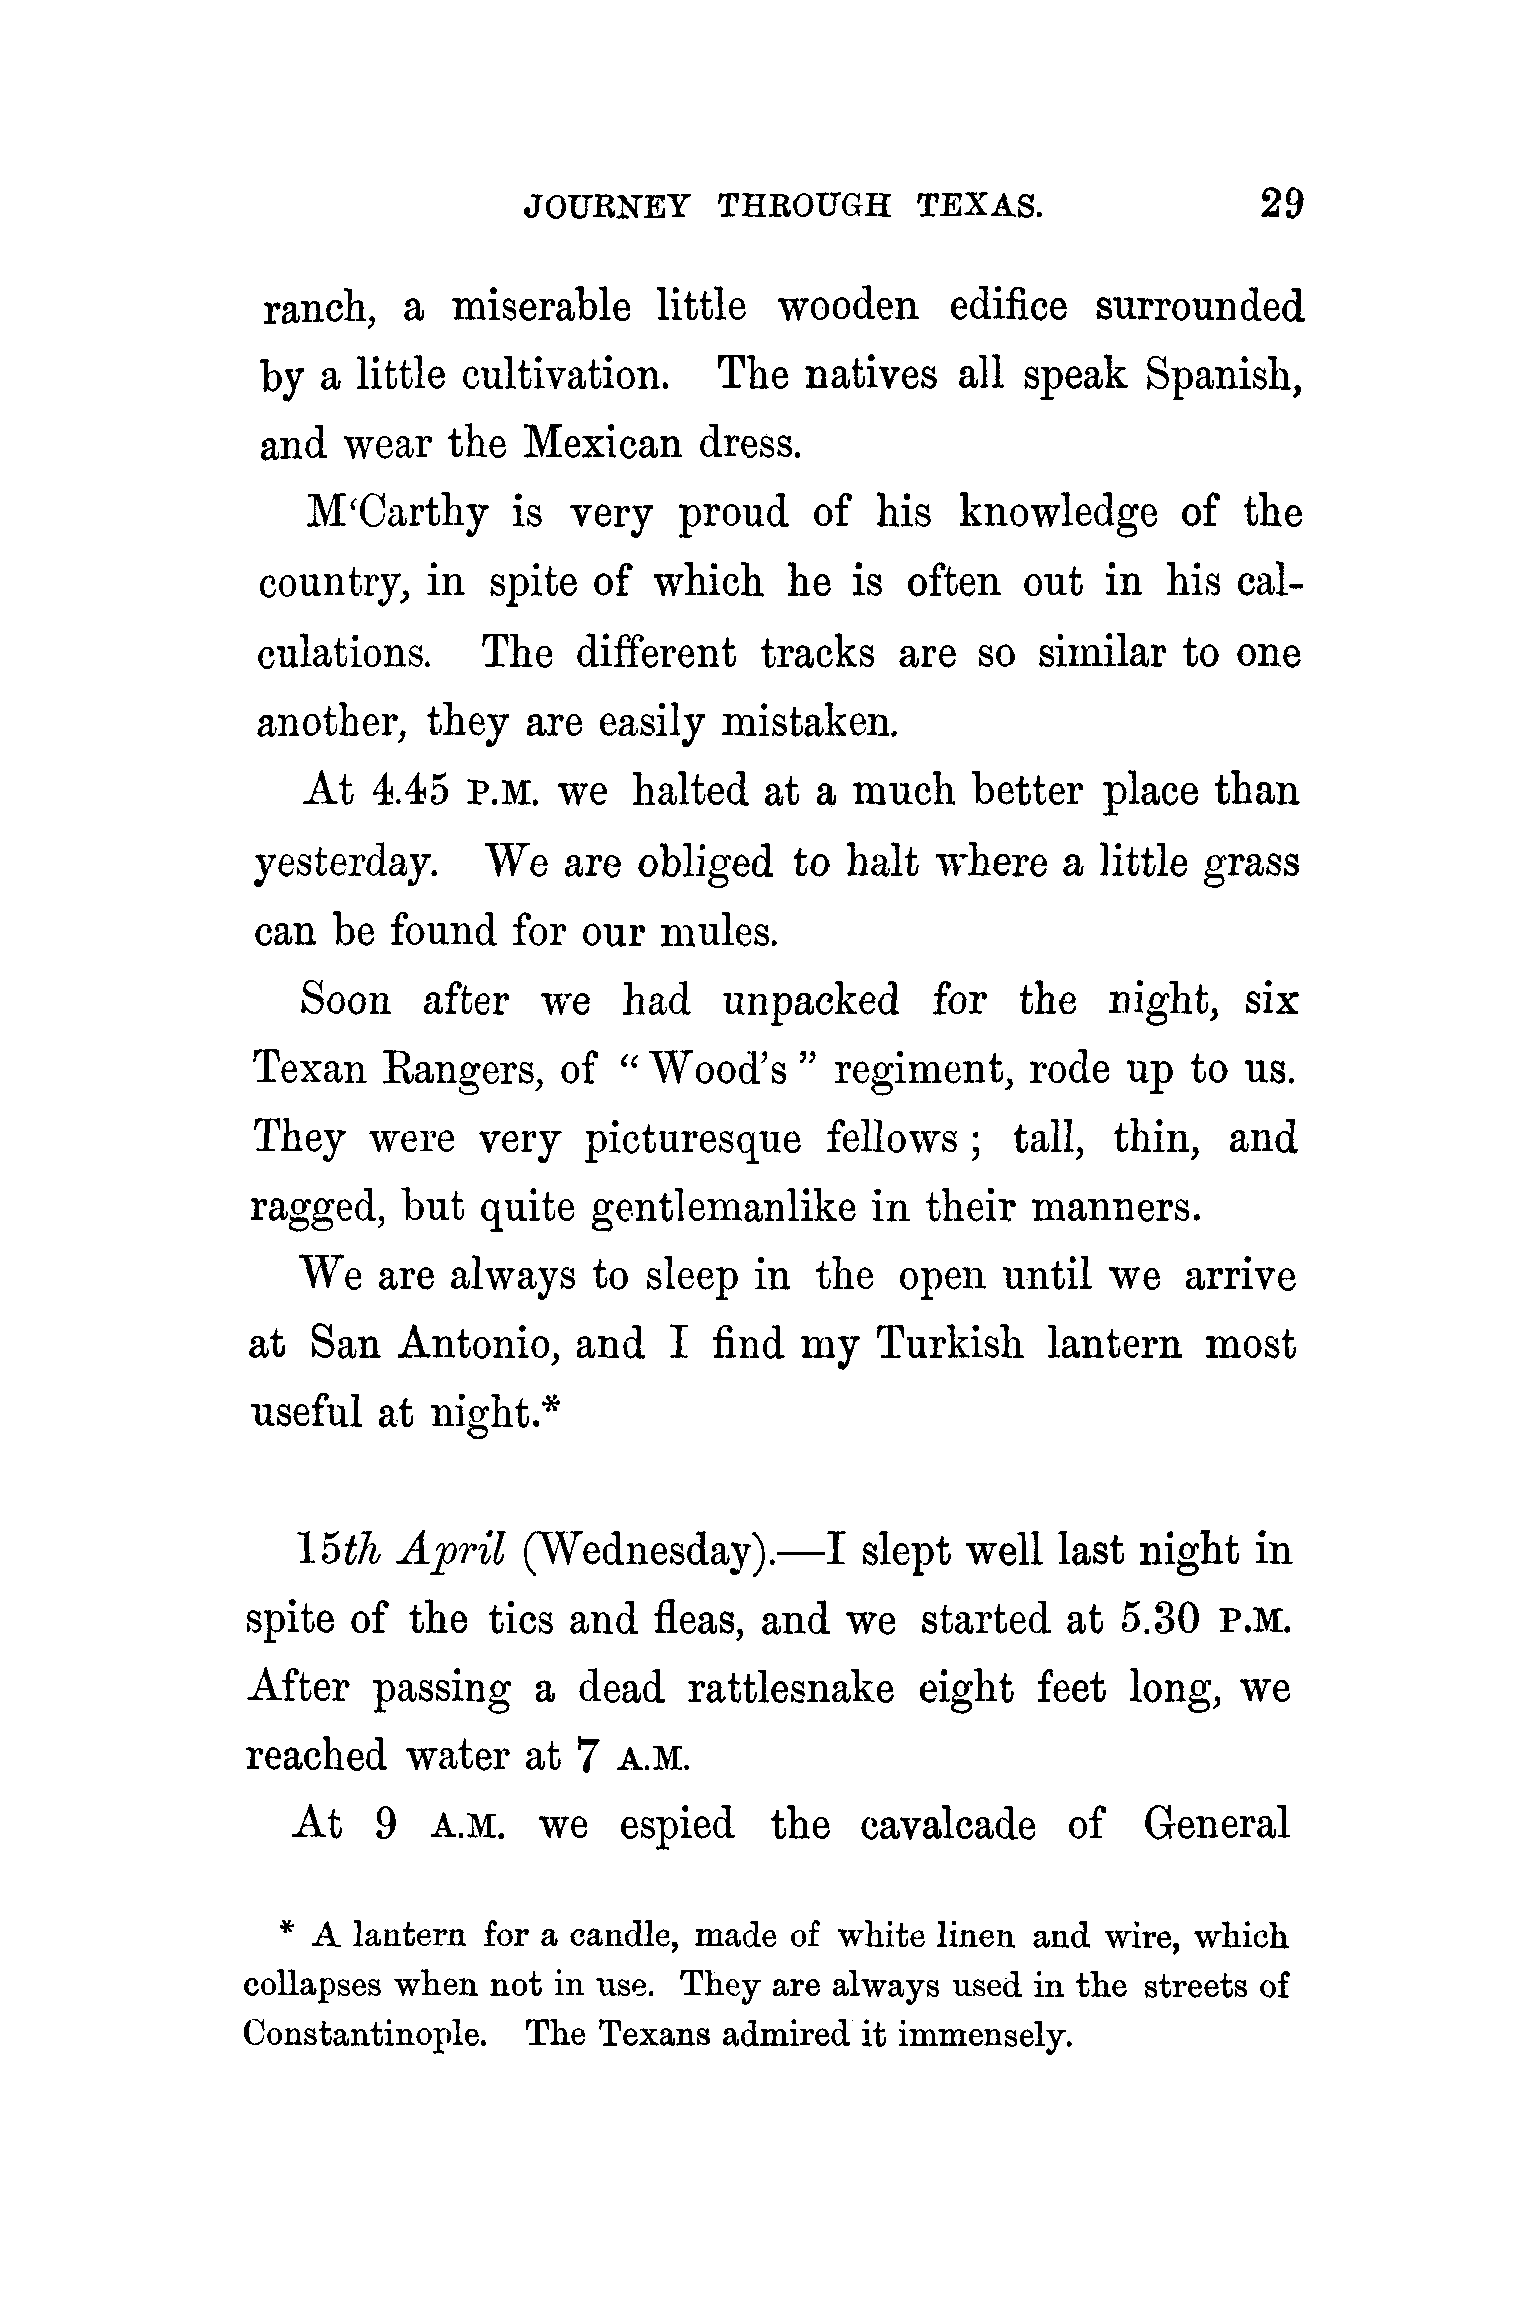 JOURNEY THROUGH TEXAS. 29
ranch, a miserable little wooden edifice surrounded
by a little cultivation. The natives all speak Spanish,
and wear the Mexican dress.
M‘Carthy is very proud of his knowledge of the
country, in spite of which he is often out in his cal-
culations. The different tracks are so similar to one
another, they are easily mistaken.
At 4.45 P.M. we halted at a much better place than
yesterday. We are obliged to halt where a little grass
can be found for our mules.
Soon after we had unpacked for the night, six
Texan Rangers, of “ Wood’s ” regiment, rode up to us.
They were very picturesque fellows ; tall, thin, and
ragged, but quite gentlemanlike in their manners.
We are always to sleep in the open until we arrive
at San Antonio, and I find my Turkish lantern most
useful at night.*
15th April (Wednesday).—I slept well last night in
spite of the tics and fleas, and we started at 5.30 P.M.
After passing a dead rattlesnake eight feet long, we
reached water at 7 A.M.
At 9 A.M. we espied the cavalcade of General
* A lantern for a candle, made of white linen and wire, which
collapses when not in use. They are always used in the streets of
Constantinople. The Texans admired it immensely.